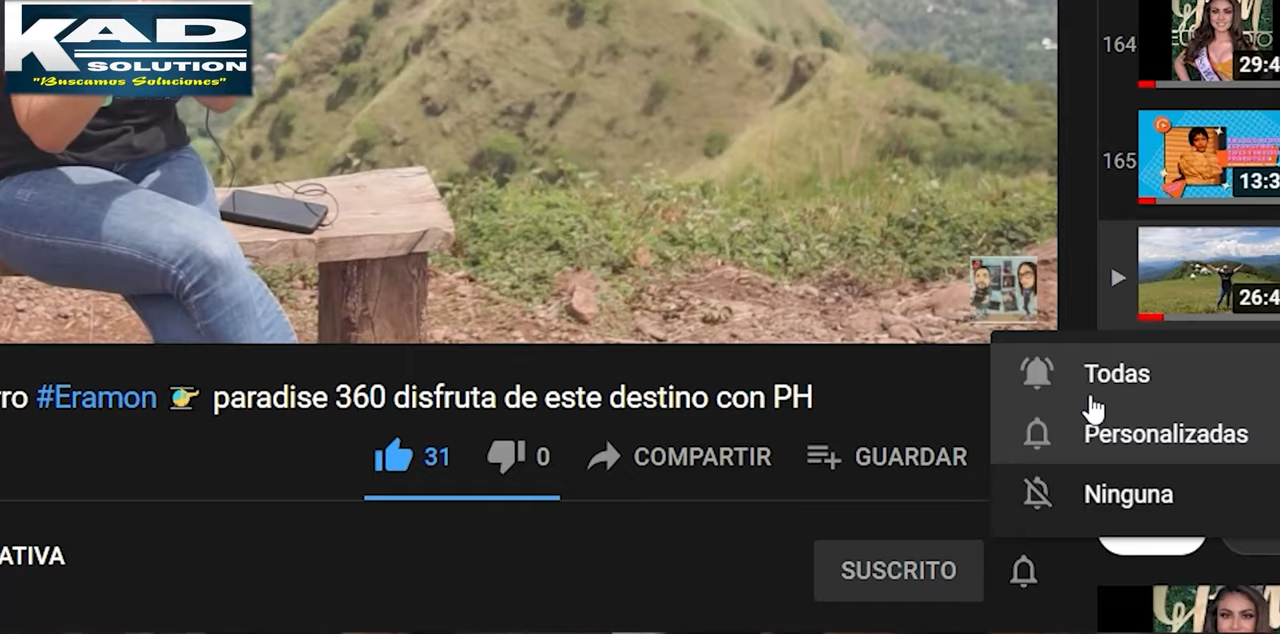 KAD
SOLUTION
"Buscamos Soluciones"
164
29:4
165
13:3
26:4
rro #Eramon paradise 360 disfruta de este destino con PH
31
0
COMPARTIR
GUARDAR
Todas
Personalizadas
Ninguna
ATIVA
SUSCRITO